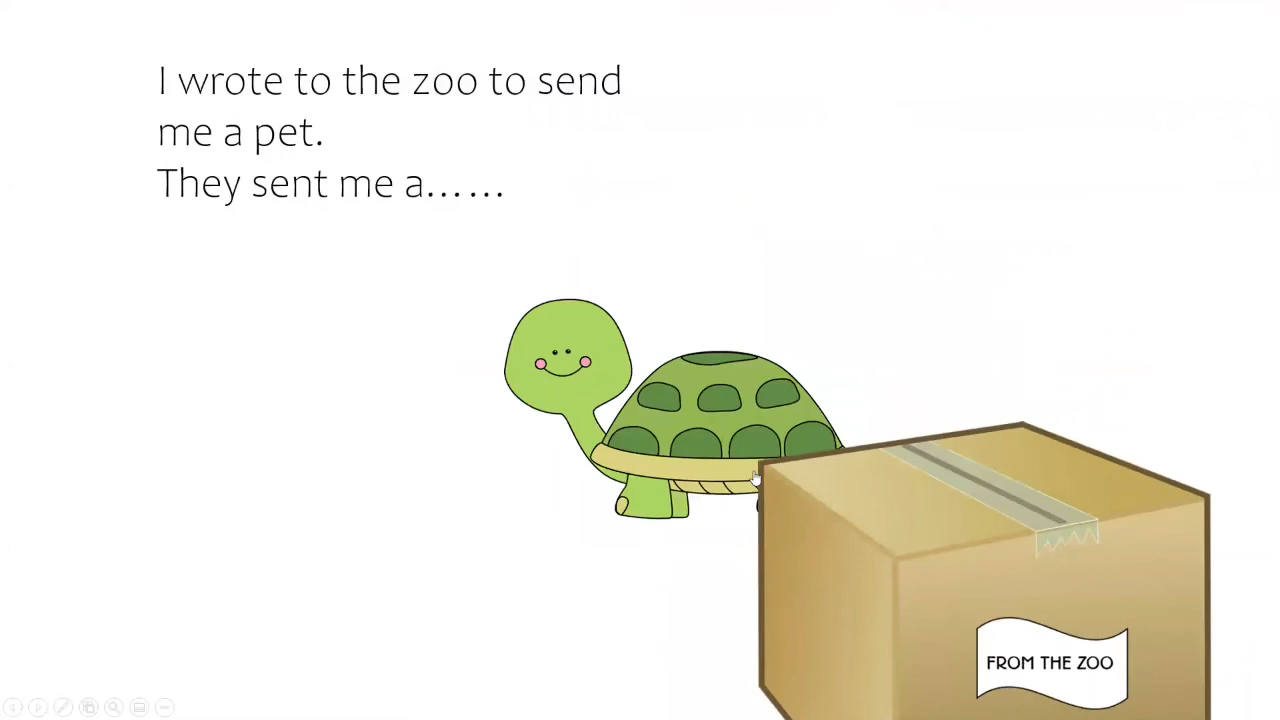 I wrote to the zoo to send
me a pet.
They sent me a……
FROM THE ZOO